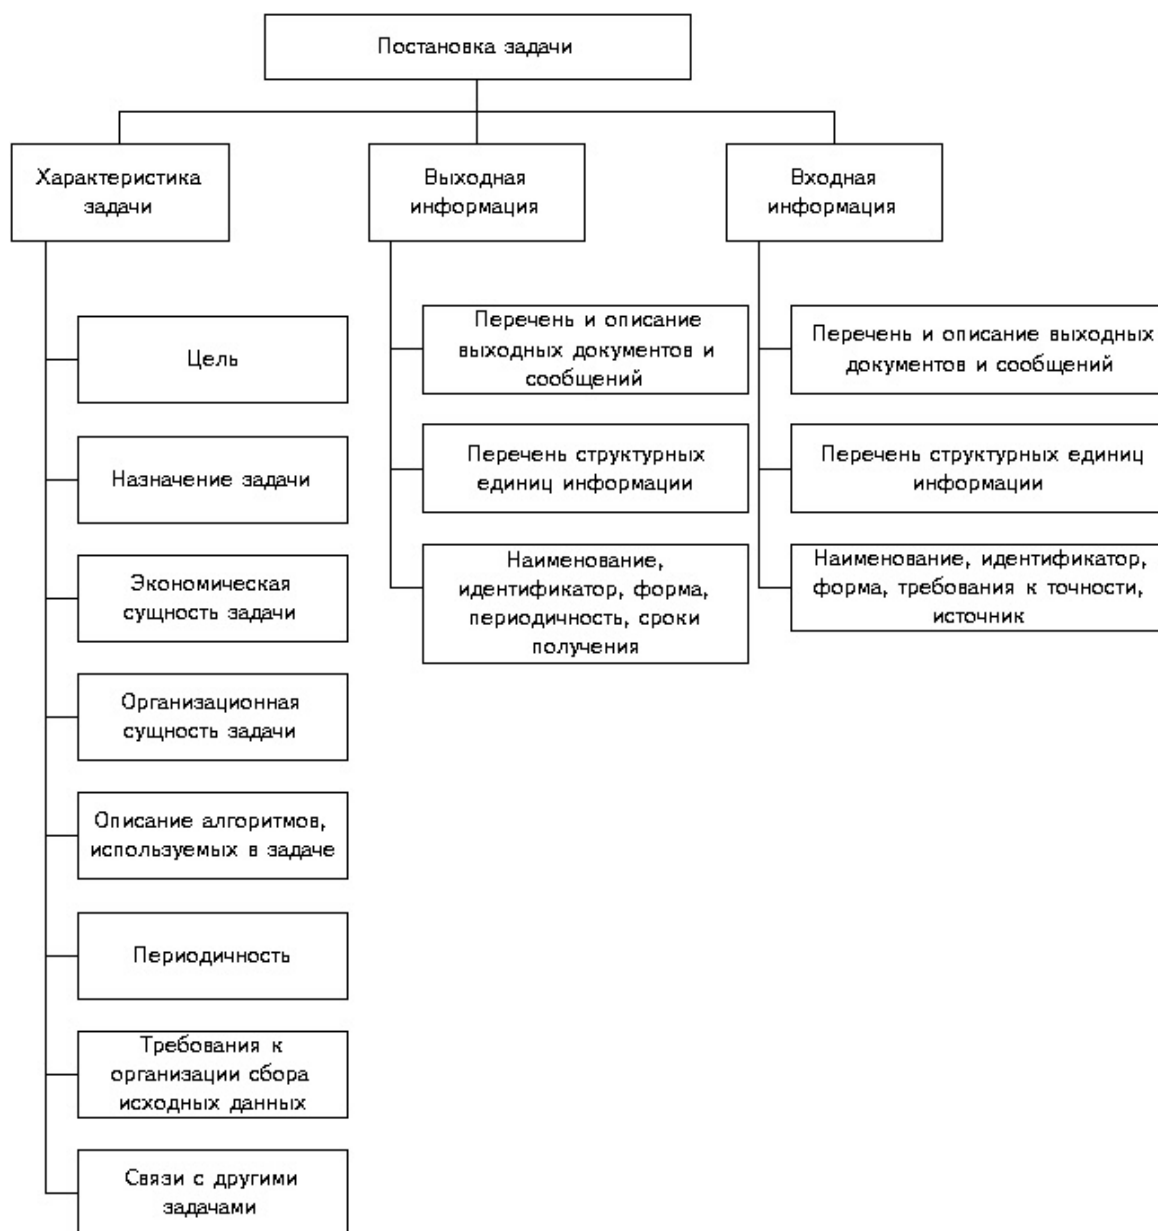 Постановка задачи
Характеристика
задачи
Выходная
информация
Входная
информация
Цель
Назначение задачи
Экономическая
сущность задачи
Организационная
сущность задачи
Описание алгоритмов,
используемых в задаче
Периодичность
Требования к
организации сбора
исходных данных
Связи с другими
задачами
Перечень и описание
выходных документов и
сообщений
Перечень структурных
единиц информации
Наименование,
идентификатор, форма,
периодичность, сроки
получения
Перечень и описание выходных
документов и сообщений
Перечень структурных единиц
информации
Наименование, идентификатор,
форма, требования к точности,
источник